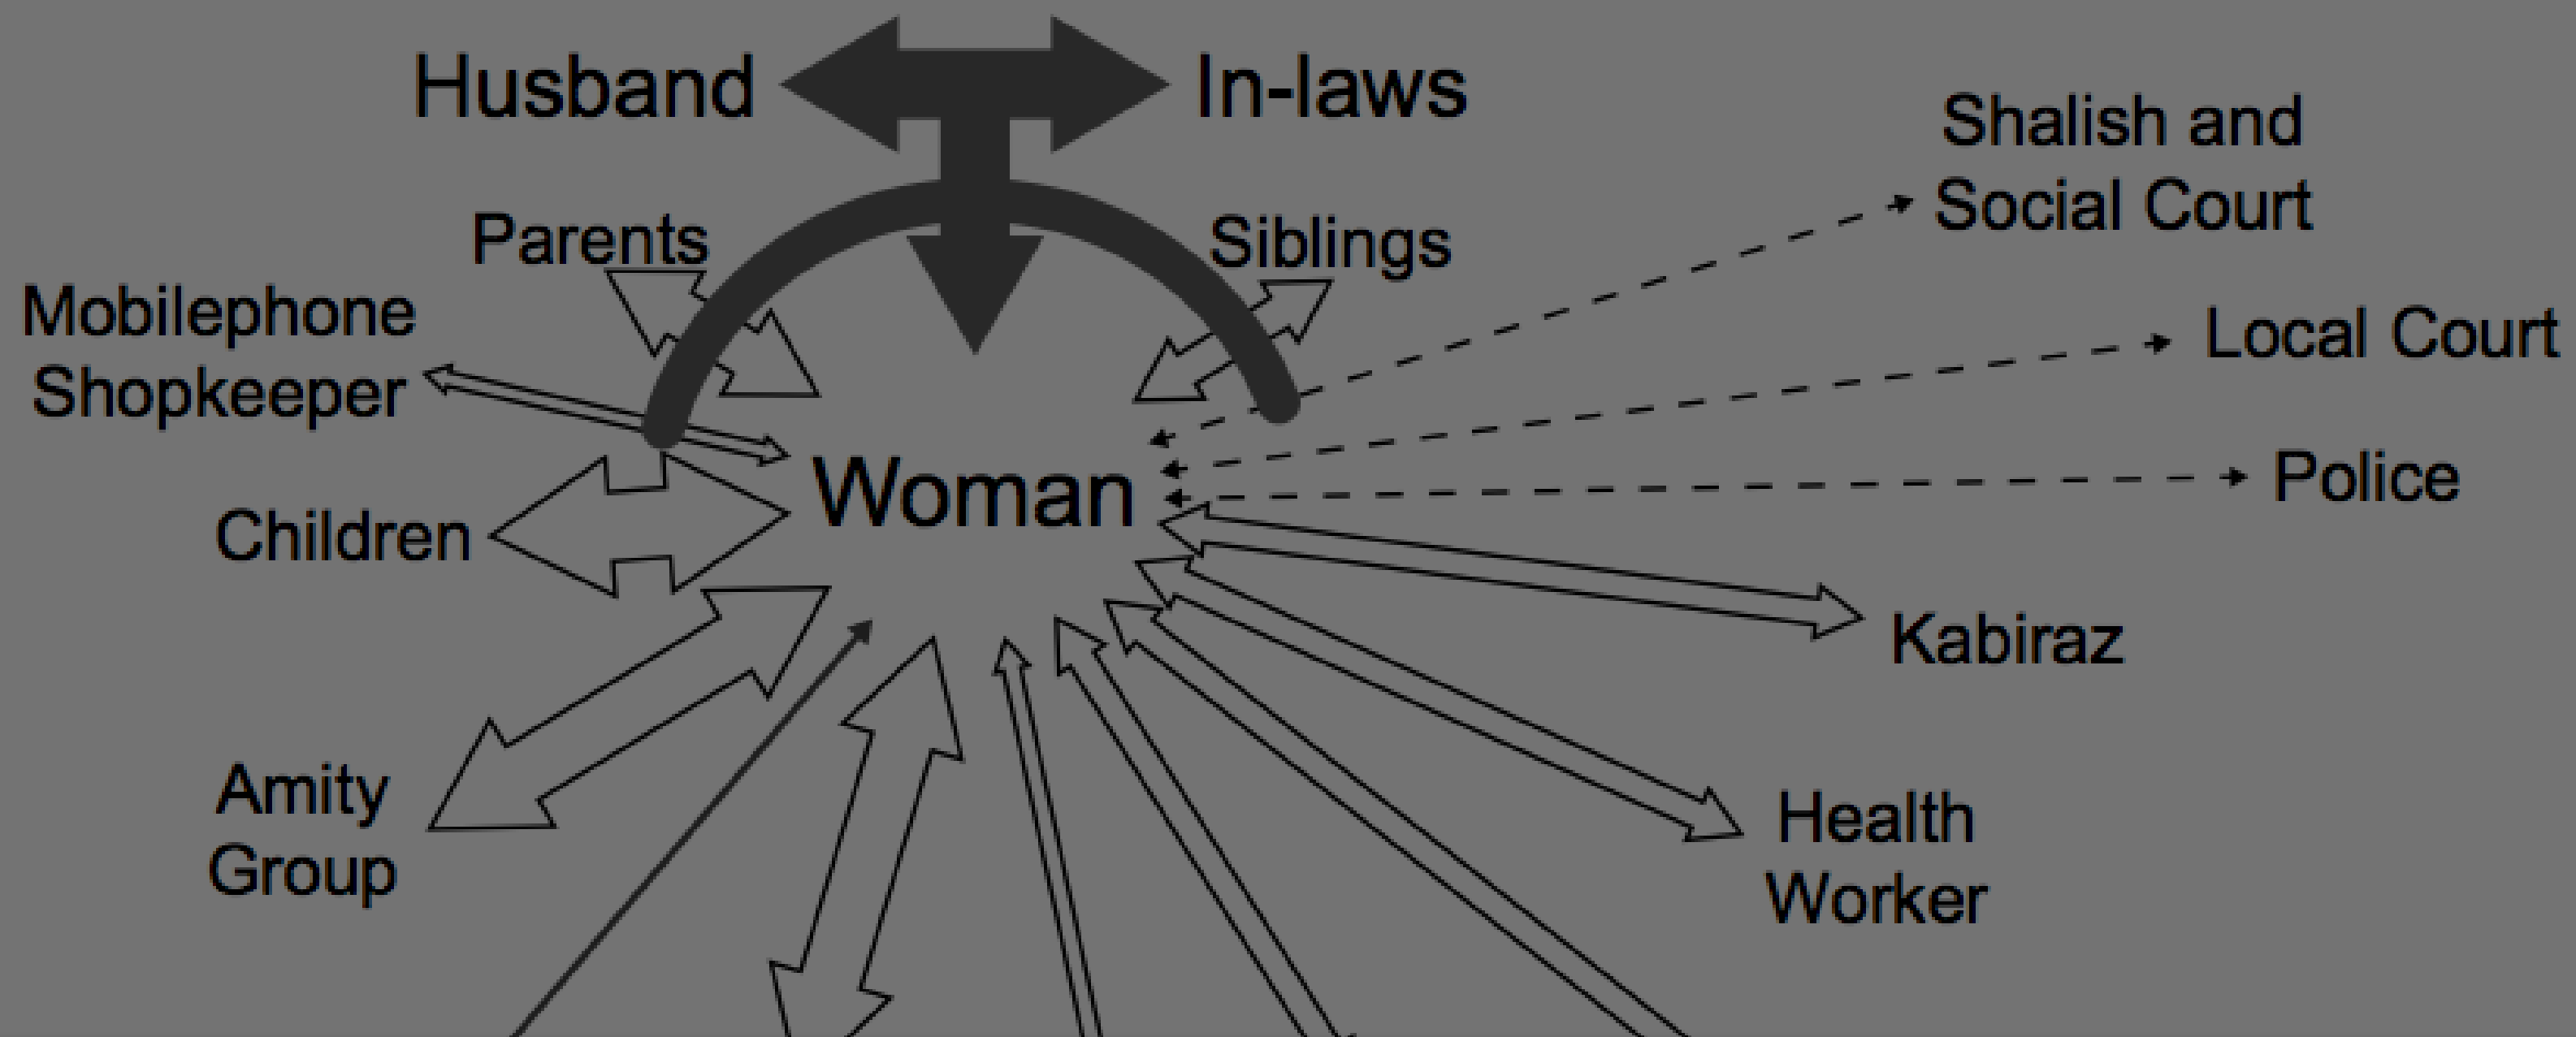 Husband
In-laws
Shalish and
Social Court
Parents
Siblings
Mobilephone
Shopkeeper
Local Court
Woman
Police
Children
Kabiraz
Amity
Group
Health
Worker